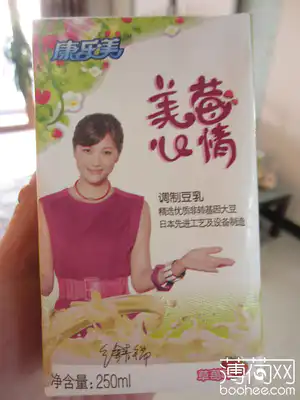 康乐美
美莓
心情
调制豆乳
精选优质非转基因大豆
日本先进工艺及设备制造
净含量:250ml
草莓
薄荷网
boohee.com